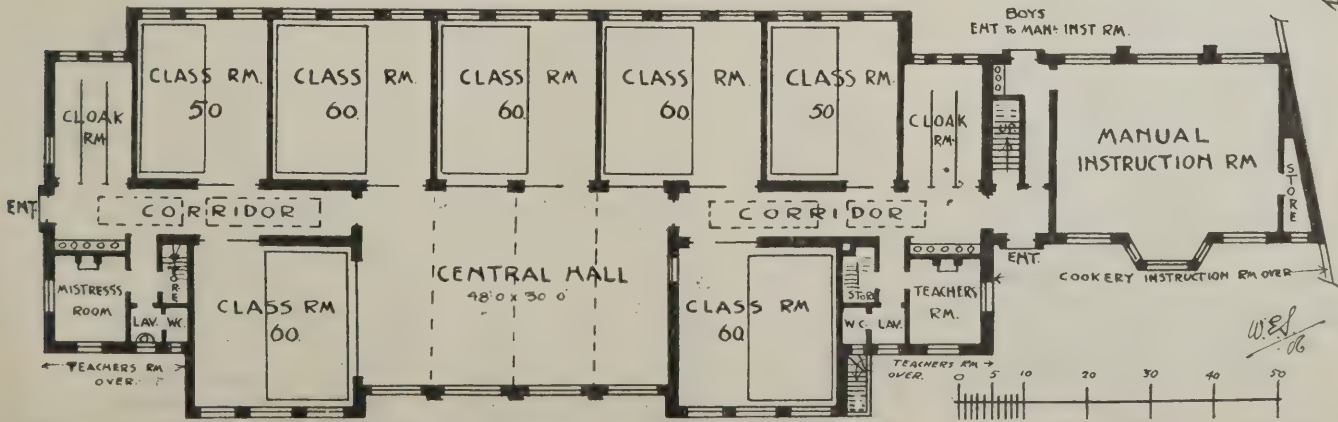 BOYS
ENT TO MANL INST RM.
CLASS RM.
50
CLASS RM
60.
CLASS RM
60.
CLASS RM
60.
CLASS RM
50
CLOAK
RM.
CLOAK
RM.
UP
MANUAL
INSTRUCTION RM
STORE
ENT.
CORRIDOR
CORRIDOR
ENT.
COOKERY INSTRUCTION RM OVER
MISTRESS'S
ROOM
STORE
LAV.
WC.
CLASS RM
60.
CENTRAL HALL
48'0 x 30'0"
CLASS RM
60
STORE
W C.
LAV.
TEACHERS
RM.
TEACHERS RM
OVER.
TEACHERS RM
OVER.
W.E.S.
/06
0 5 10 20 30 40 50